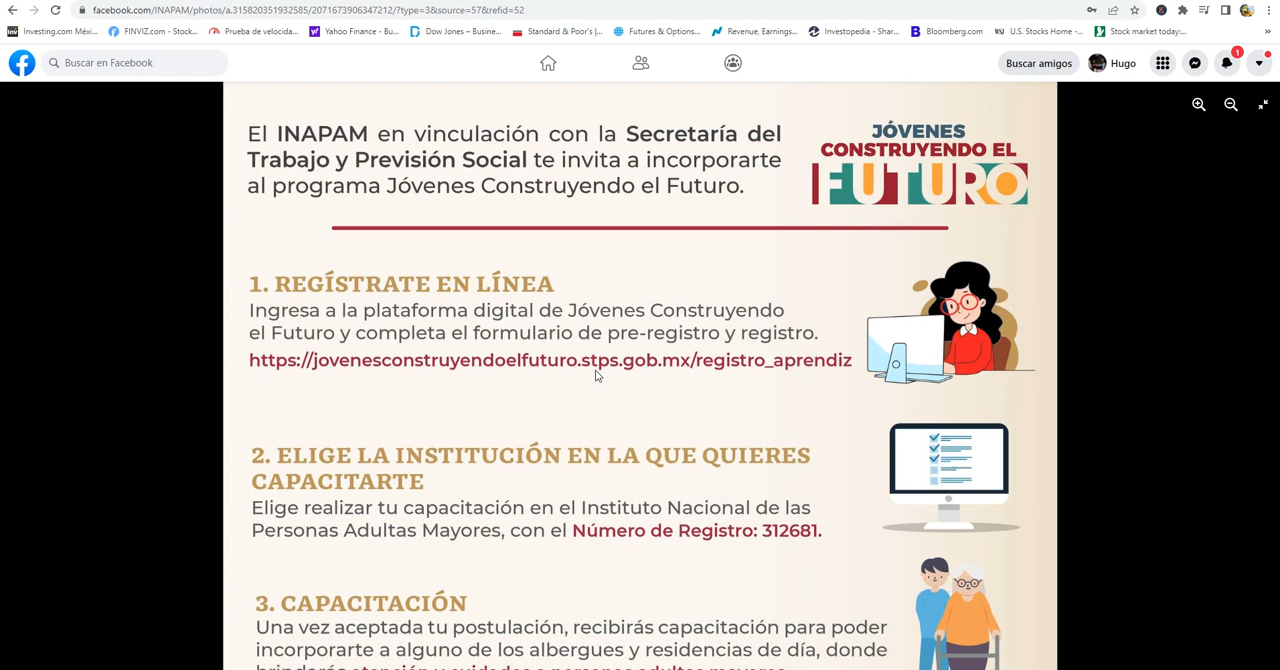 facebook.com/INAPAM/photos/a.315820351932585/2071673906347212/?type=3&source=57&refid=52
Investing.com Méxi...
FINVIZ.com - Stock...
Prueba de velocida...
Yahoo Finance - Bu...
Dow Jones – Busine...
Standard & Poor's |...
Futures & Options...
Revenue, Earnings,...
Investopedia - Shar...
Bloomberg.com
WSJ U.S. Stocks Home -...
Stock market today:...
»
Buscar en Facebook
Buscar amigos
Hugo
1
El INAPAM en vinculación con la Secretaría del
Trabajo y Previsión Social te invita a incorporarte
al programa Jóvenes Construyendo el Futuro.
JÓVENES
CONSTRUYENDO EL
FUTURO
1. REGÍSTRATE EN LÍNEA
Ingresa a la plataforma digital de Jóvenes Construyendo
el Futuro y completa el formulario de pre-registro y registro.
https://jovenesconstruyendoelfuturo.stps.gob.mx/registro_aprendiz
2. ELIGE LA INSTITUCIÓN EN LA QUE QUIERES
CAPACITARTE
Elige realizar tu capacitación en el Instituto Nacional de las
Personas Adultas Mayores, con el Número de Registro: 312681.
3. CAPACITACIÓN
Una vez aceptada tu postulación, recibirás capacitación para poder
incorporarte a alguno de los albergues y residencias de día, donde
brindarás atención y cuidados a personas adultas mayores.